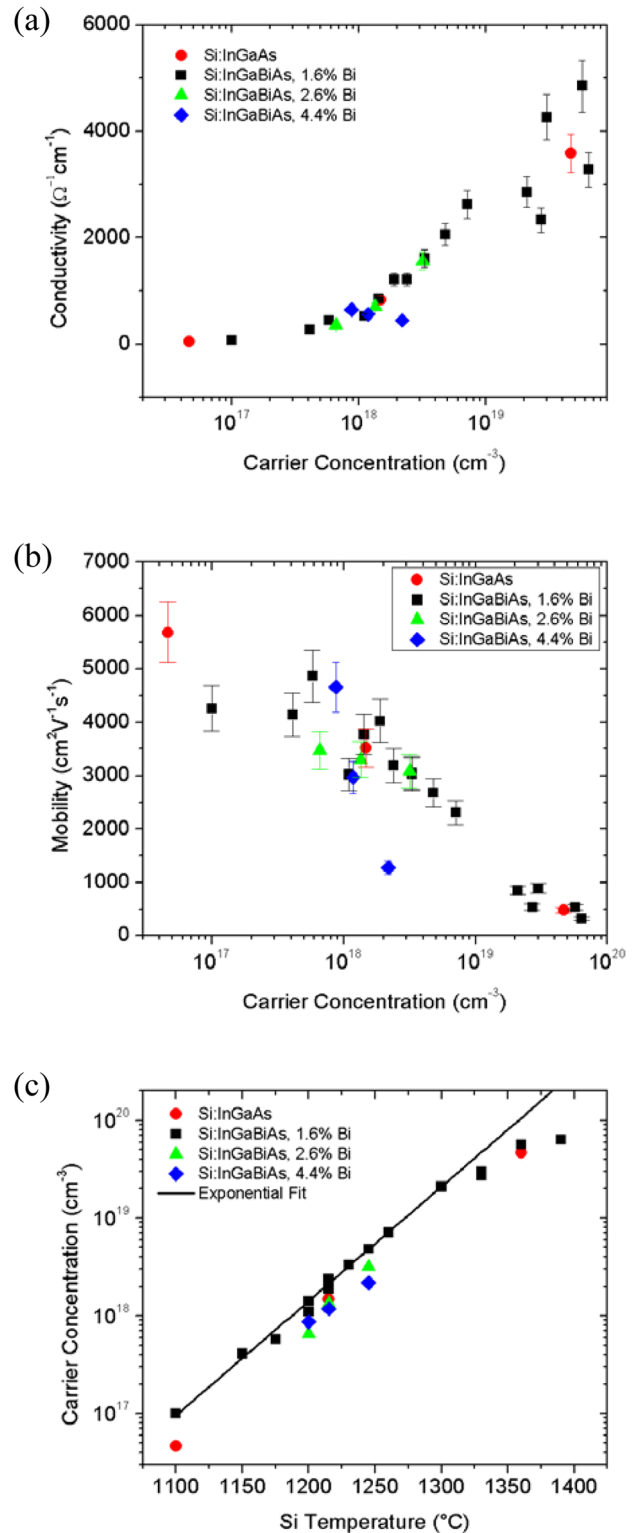 (a)
6000
4000
2000
0
Conductivity (Ω⁻¹ cm⁻¹)
Si:InGaAs
Si:InGaBiAs, 1.6% Bi
Si:InGaBiAs, 2.6% Bi
Si:InGaBiAs, 4.4% Bi
10¹⁷ 10¹⁸ 10¹⁹
Carrier Concentration (cm⁻³)
(b)
7000
6000
5000
4000
3000
2000
1000
0
Mobility (cm²V⁻¹s⁻¹)
Si:InGaAs
Si:InGaBiAs, 1.6% Bi
Si:InGaBiAs, 2.6% Bi
Si:InGaBiAs, 4.4% Bi
10¹⁷ 10¹⁸ 10¹⁹ 10²⁰
Carrier Concentration (cm⁻³)
(c)
10²⁰
10¹⁹
10¹⁸
10¹⁷
Carrier Concentration (cm⁻³)
Si:InGaAs
Si:InGaBiAs, 1.6% Bi
Si:InGaBiAs, 2.6% Bi
Si:InGaBiAs, 4.4% Bi
Exponential Fit
1100 1150 1200 1250 1300 1350 1400
Si Temperature (°C)